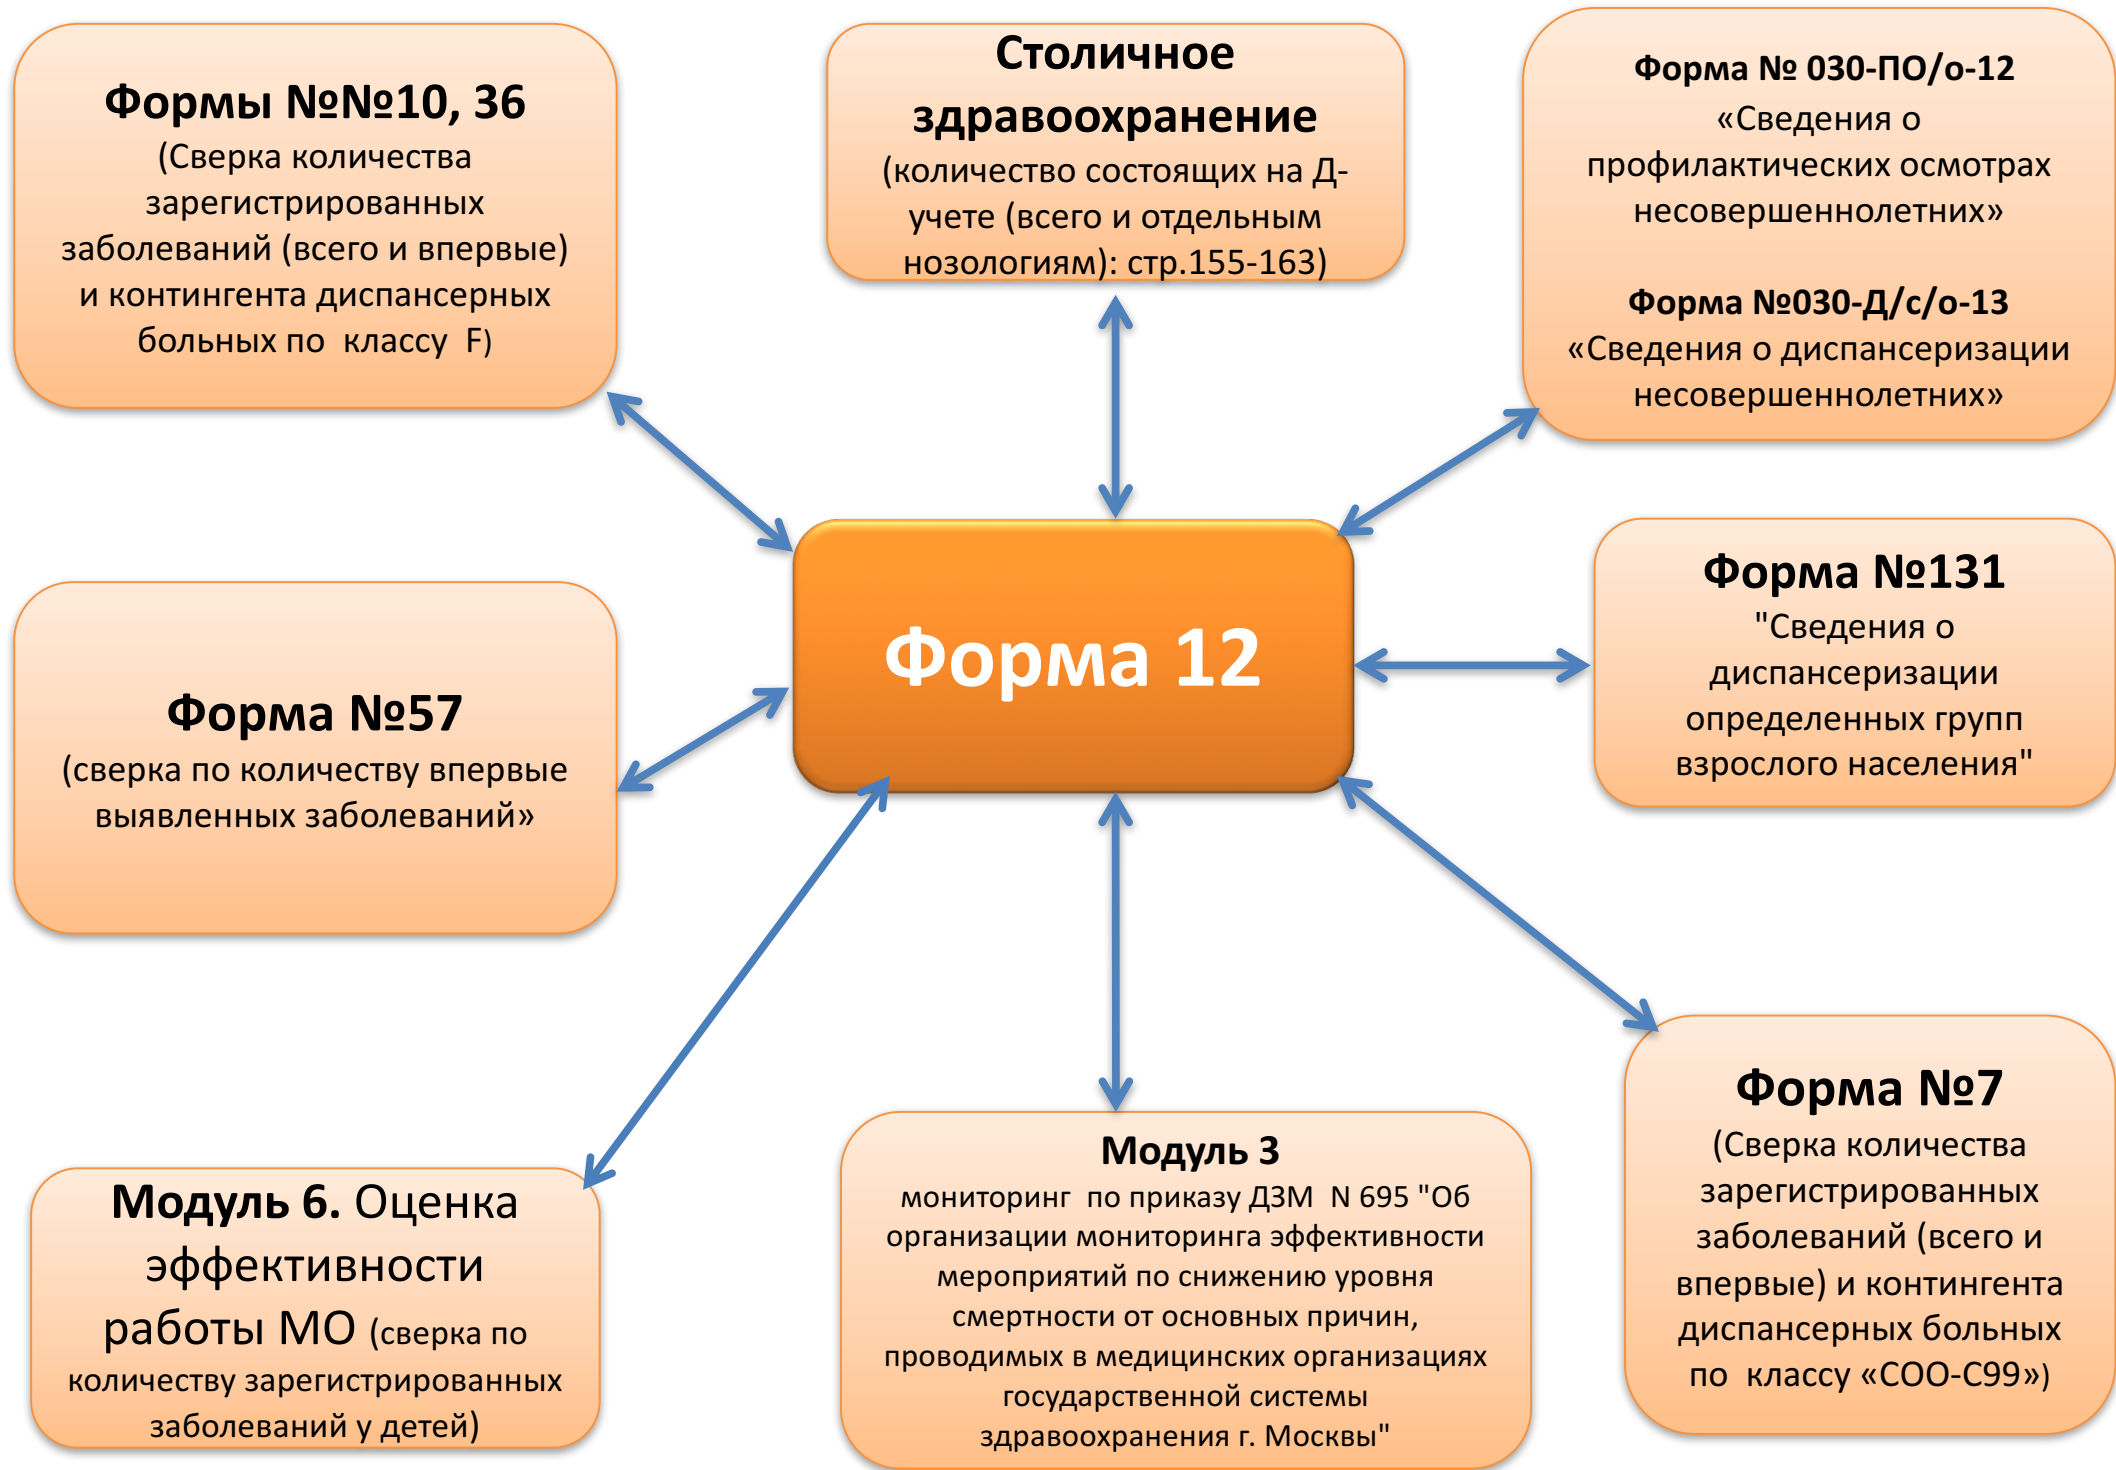 Формы №№10, 36
(Сверка количества
зарегистрированных
заболеваний (всего и впервые)
и контингента диспансерных
больных по классу F)
Столичное
здравоохранение
(количество состоящих на Д-
учете (всего и отдельным
нозологиям): стр.155-163)
Форма № 030-ПО/о-12
«Сведения о
профилактических осмотрах
несовершеннолетних»
Форма №030-Д/с/о-13
«Сведения о диспансеризации
несовершеннолетних»
Форма 12
Форма №131
"Сведения о
диспансеризации
определенных групп
взрослого населения"
Форма №57
(сверка по количеству впервые
выявленных заболеваний»
Модуль 6. Оценка
эффективности
работы МО (сверка по
количеству зарегистрированных
заболеваний у детей)
Модуль 3
мониторинг по приказу ДЗМ N 695 "Об
организации мониторинга эффективности
мероприятий по снижению уровня
смертности от основных причин,
проводимых в медицинских организациях
государственной системы
здравоохранения г. Москвы"
Форма №7
(Сверка количества
зарегистрированных
заболеваний (всего и
впервые) и контингента
диспансерных больных
по классу «СОО-С99»)